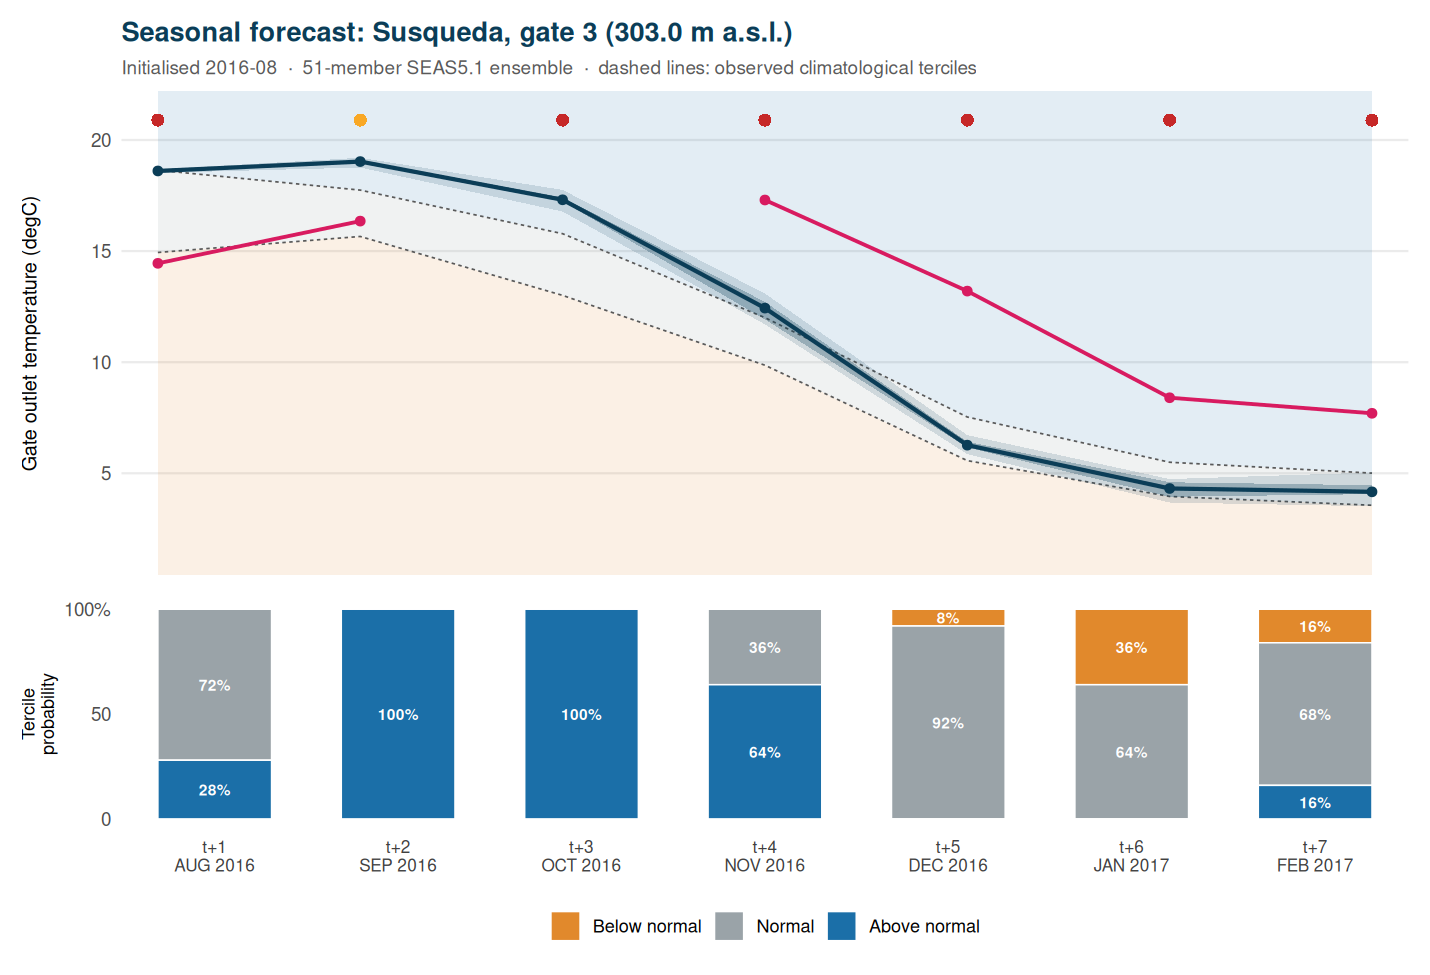 Seasonal forecast: Susqueda, gate 3 (303.0 m a.s.l.)
Initialised 2016-08 · 51-member SEAS5.1 ensemble · dashed lines: observed climatological terciles
Gate outlet temperature (degC)
20
15
10
5
Tercile
probability
100%
50
0
72%
28%
100%
100%
36%
64%
8%
92%
36%
64%
16%
68%
16%
t+1
AUG 2016
t+2
SEP 2016
t+3
OCT 2016
t+4
NOV 2016
t+5
DEC 2016
t+6
JAN 2017
t+7
FEB 2017
Below normal
Normal
Above normal